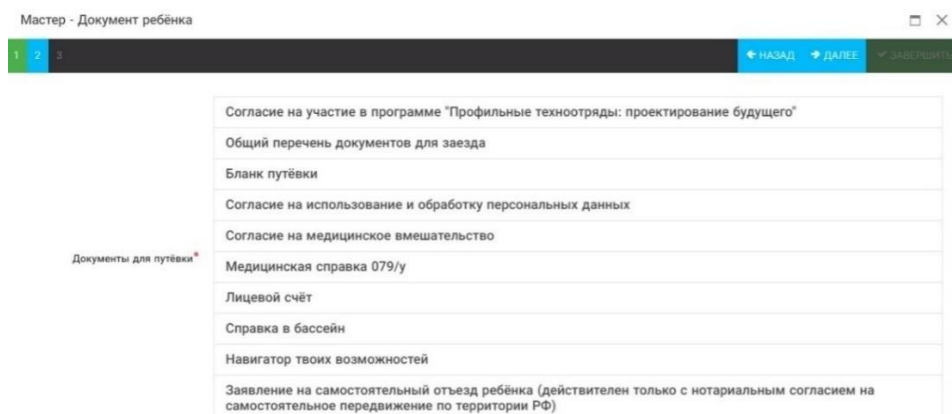 Мастер - Документ ребёнка
1 2 3 НАЗАД ДАЛЕЕ ЗАВЕРШИТЬ
Согласие на участие в программе "Профильные техноотряды: проектирование будущего"
Общий перечень документов для заезда
Бланк путёвки
Согласие на использование и обработку персональных данных
Согласие на медицинское вмешательство
Документы для путёвки*
Медицинская справка 079/у
Лицевой счёт
Справка в бассейн
Навигатор твоих возможностей
Заявление на самостоятельный отъезд ребёнка (действителен только с нотариальным согласием на
самостоятельное передвижение по территории РФ)